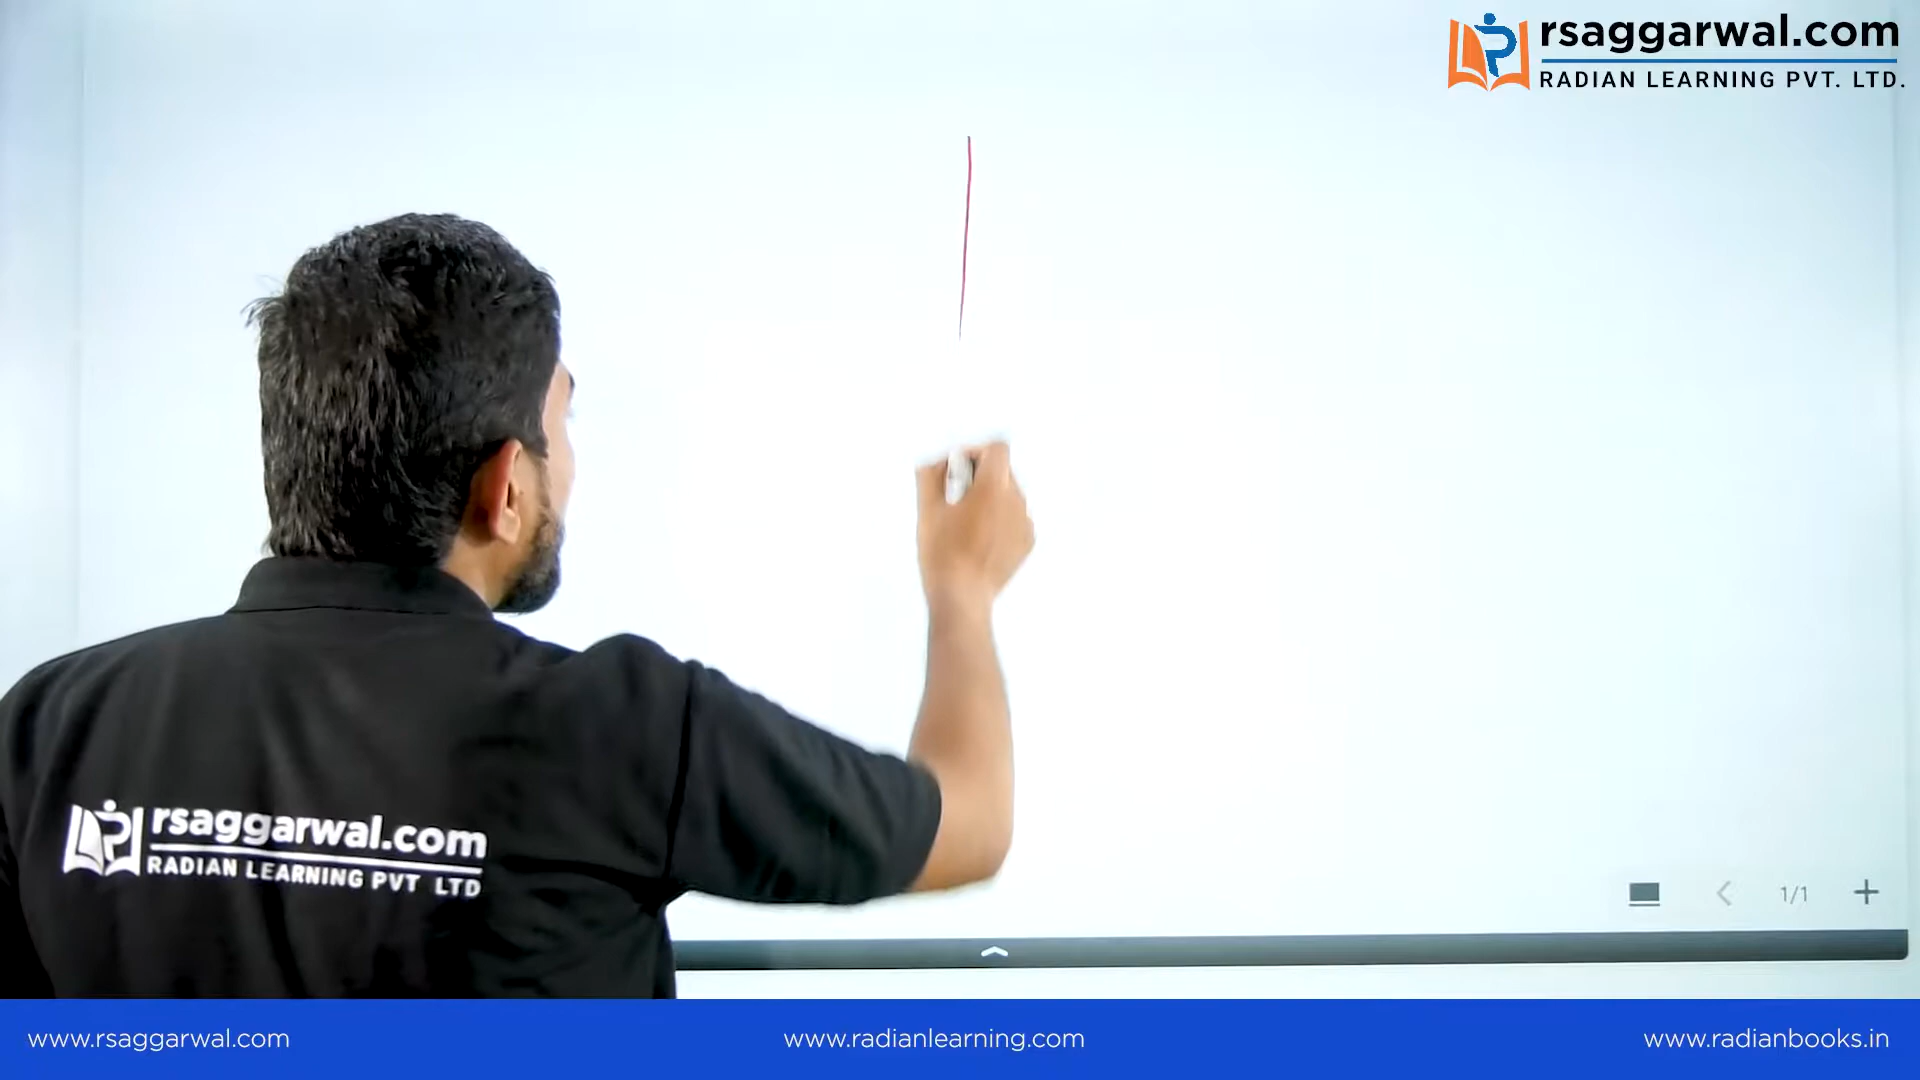 rsaggarwal.com
RADIAN LEARNING PVT. LTD.
rsaggarwal.com
RADIAN LEARNING PVT LTD
1/1
www.rsaggarwal.com
www.radianlearning.com
www.radianbooks.in